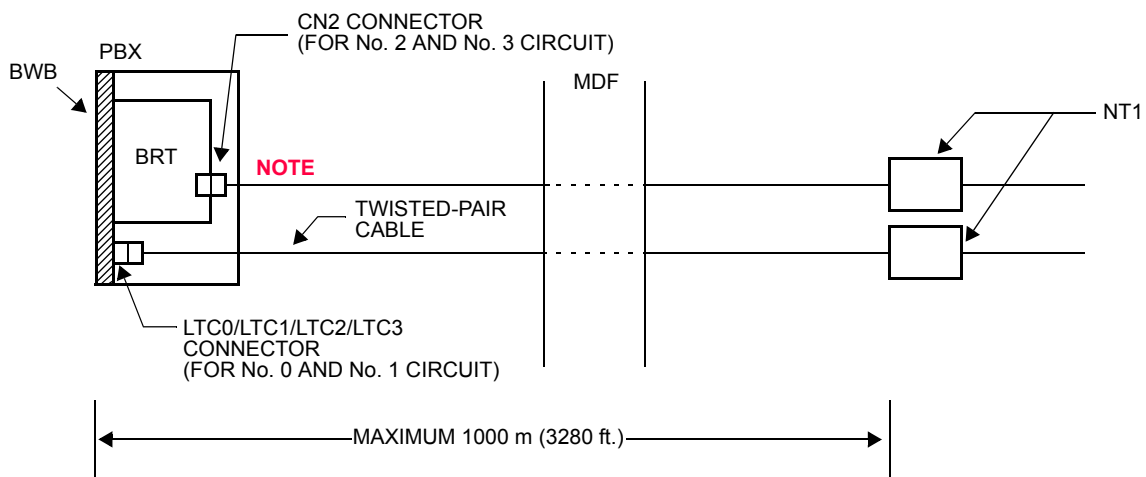 CN2 CONNECTOR
(FOR No. 2 AND No. 3 CIRCUIT)
PBX
BWB
MDF
NT1
BRT
NOTE
TWISTED-PAIR
CABLE
LTC0/LTC1/LTC2/LTC3
CONNECTOR
(FOR No. 0 AND No. 1 CIRCUIT)
MAXIMUM 1000 m (3280 ft.)